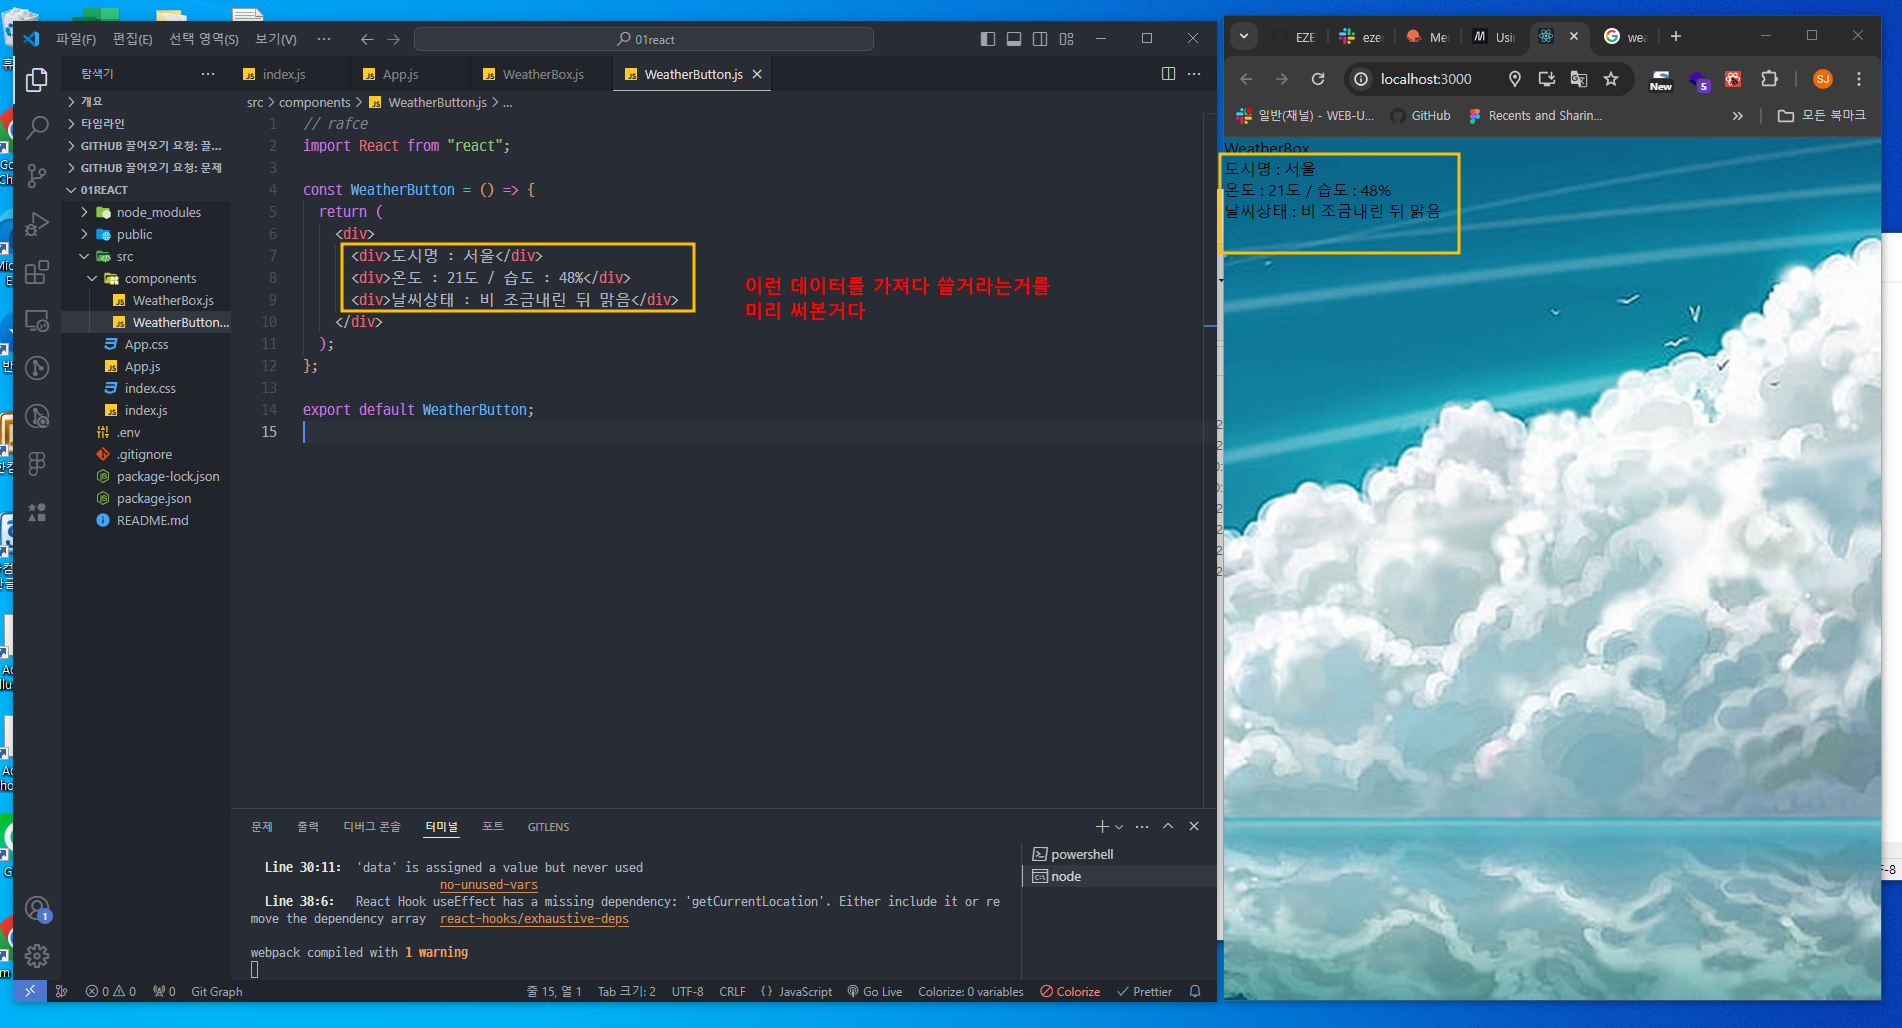 파일(F) 편집(E) 선택 영역(S) 보기(V) ··· 01react
탐색기
index.js App.js WeatherBox.js WeatherButton.js
src > components > WeatherButton.js > ...
개요
타임라인
GITHUB 끌어오기 요청: 끌...
GITHUB 끌어오기 요청: 문제
01REACT
node_modules
public
src
components
WeatherBox.js
WeatherButton...
App.css
App.js
index.css
index.js
.env
.gitignore
package-lock.json
package.json
README.md
1 // rafce
2 import React from "react";
3
4 const WeatherButton = () => {
5 return (
6 <div>
7 <div>도시명 : 서울</div>
8 <div>온도 : 21도 / 습도 : 48%</div>
9 <div>날씨상태 : 비 조금내린 뒤 맑음</div>
10 </div>
11 );
12 };
13
14 export default WeatherButton;
15
이런 데이터를 가져다 쓸거라는거를
미리 써본거다
문제 출력 디버그 콘솔 터미널 포트 GITLENS
Line 30:11: 'data' is assigned a value but never used
no-unused-vars
Line 38:6: React Hook useEffect has a missing dependency: 'getCurrentLocation'. Either include it or re
move the dependency array react-hooks/exhaustive-deps
webpack compiled with 1 warning
powershell
node
1
0 0 0 Git Graph 줄 15, 열 1 Tab 크기: 2 UTF-8 CRLF {} JavaScript Go Live Colorize: 0 variables Colorize Prettier
EZE eze Me Usi wea
localhost:3000 New 5 SJ
일반(채널) - WEB-U... GitHub Recents and Sharin... 모든 북마크
WeatherBox
도시명 : 서울
온도 : 21도 / 습도 : 48%
날씨상태 : 비 조금내린 뒤 맑음